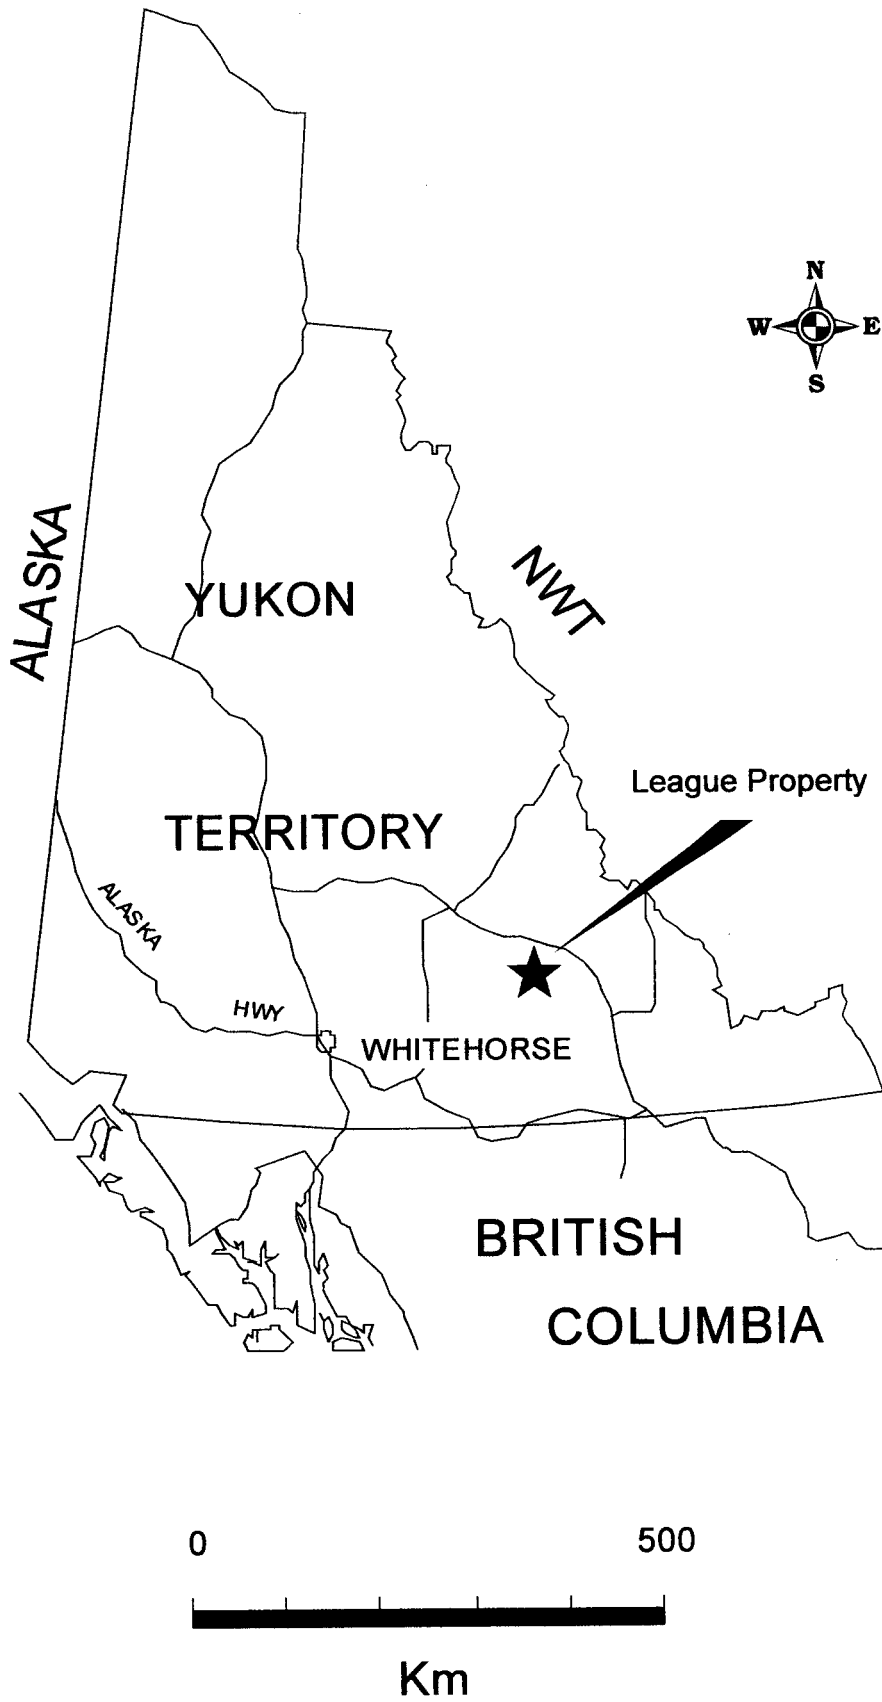 N
W E
S
ALASKA
NWT
YUKON
League Property
TERRITORY
ALASKA
HWY
WHITEHORSE
BRITISH
COLUMBIA
0 500
Km